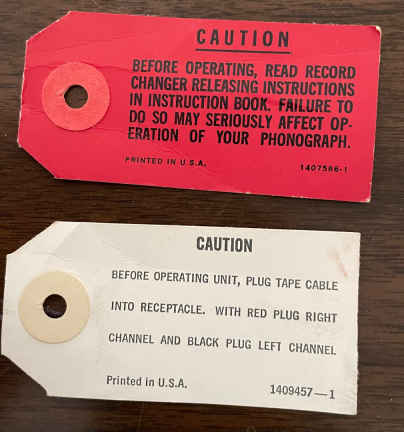 CAUTION
BEFORE OPERATING, READ RECORD
CHANGER RELEASING INSTRUCTIONS
IN INSTRUCTION BOOK. FAILURE TO
DO SO MAY SERIOUSLY AFFECT OP-
ERATION OF YOUR PHONOGRAPH.
PRINTED IN U.S.A. 1407566-1
CAUTION
BEFORE OPERATING UNIT, PLUG TAPE CABLE
INTO RECEPTACLE. WITH RED PLUG RIGHT
CHANNEL AND BLACK PLUG LEFT CHANNEL
Printed in U.S.A. 1409457—1